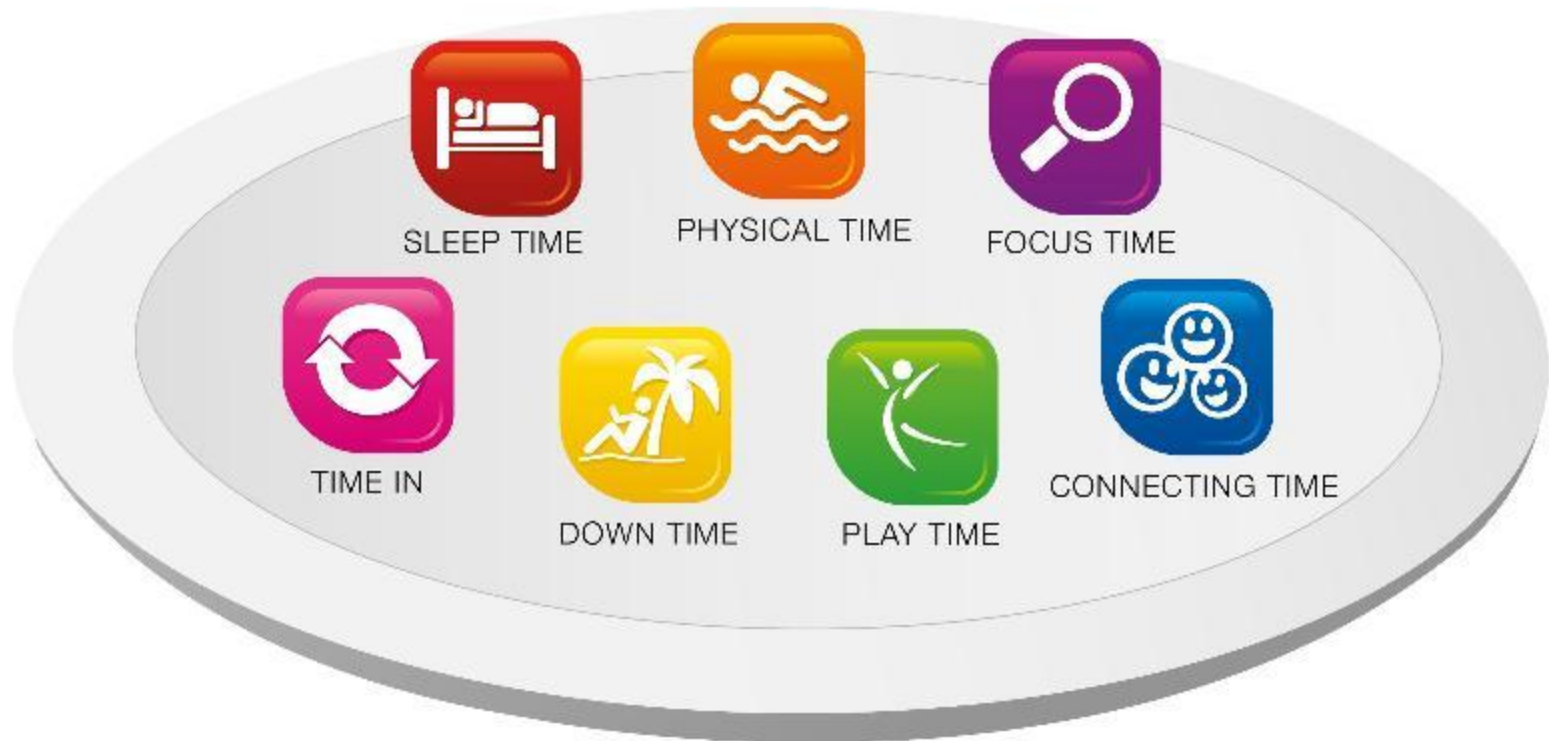 SLEEP TIME
PHYSICAL TIME
FOCUS TIME
TIME IN
DOWN TIME
PLAY TIME
CONNECTING TIME